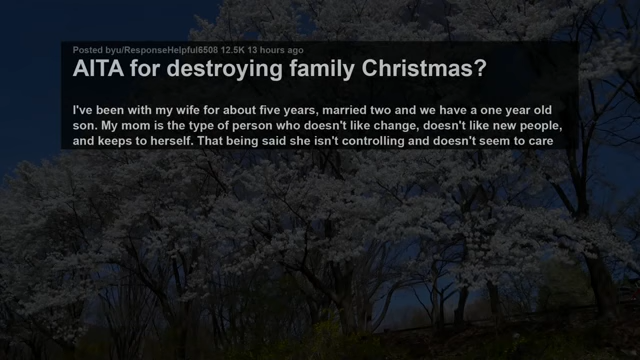 Posted byu/ResponseHelpful6508 12.5K 13 hours ago
AITA for destroying family Christmas?
I've been with my wife for about five years, married two and we have a one year old
son. My mom is the type of person who doesn't like change, doesn't like new people,
and keeps to herself. That being said she isn't controlling and doesn't seem to care